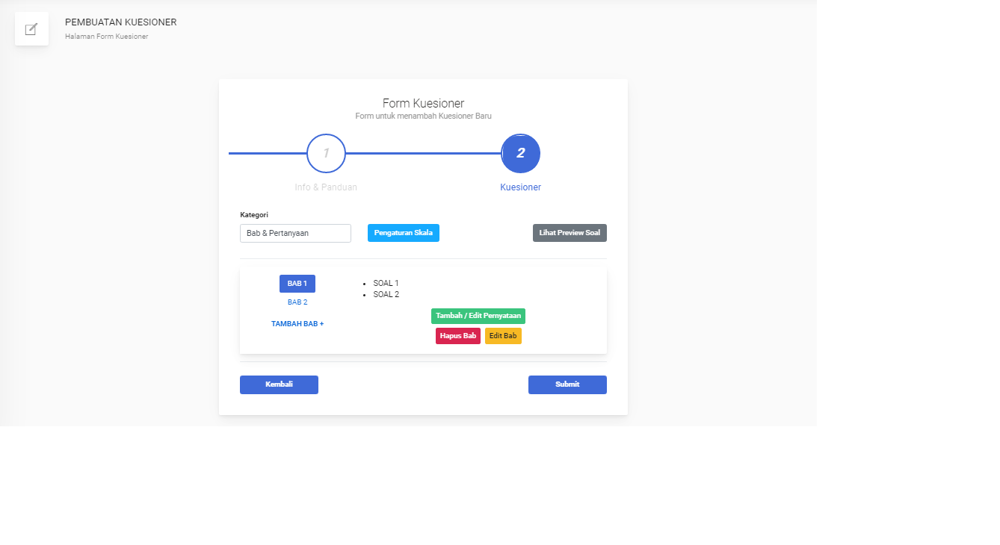 PEMBUATAN KUESIONER
Halaman Form Kuesioner
Form Kuesioner
Form untuk menambah Kuesioner Baru
1
2
Info & Panduan
Kuesioner
Kategori
Bab & Pertanyaan
Pengaturan Skala
Lihat Preview Soal
BAB 1
BAB 2
TAMBAH BAB +
• SOAL 1
• SOAL 2
Tambah / Edit Pernyataan
Hapus Bab
Edit Bab
Kembali
Submit